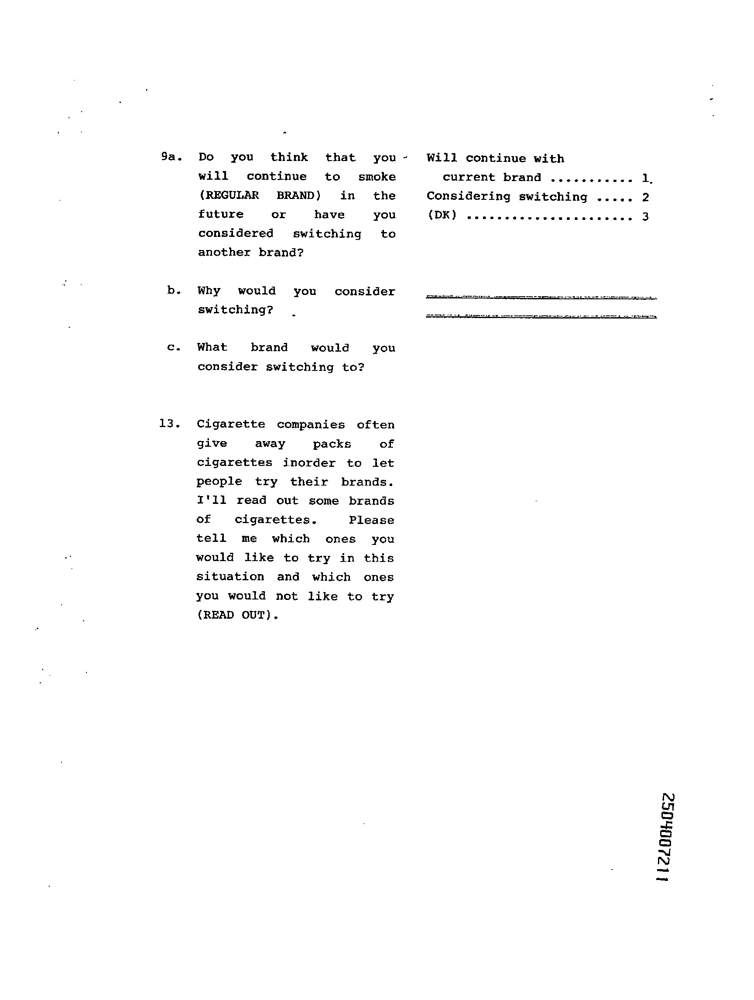 9a. Do you think that you - Will continue with
will continue to smoke current brand ........... 1.
(REGULAR BRAND) in the Considering switching ..... 2
future or have you (DK) ...................... 3
considered switching to
another brand?
b. Why would you consider
switching?
c. What brand would you
consider switching to?
13. Cigarette companies often
give away packs of
cigarettes inorder to let
people try their brands.
I'll read out some brands
of cigarettes. Please
tell me which ones you
would like to try in this
situation and which ones
you would not like to try
(READ OUT).
2504007211